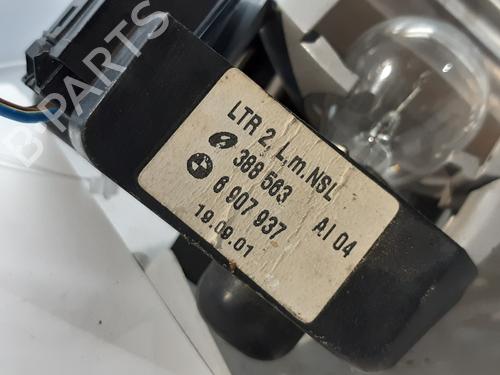 B-PARTS
LTR 2, L,m.NSL
388 563
6 907 937 AI 04
19.09.01